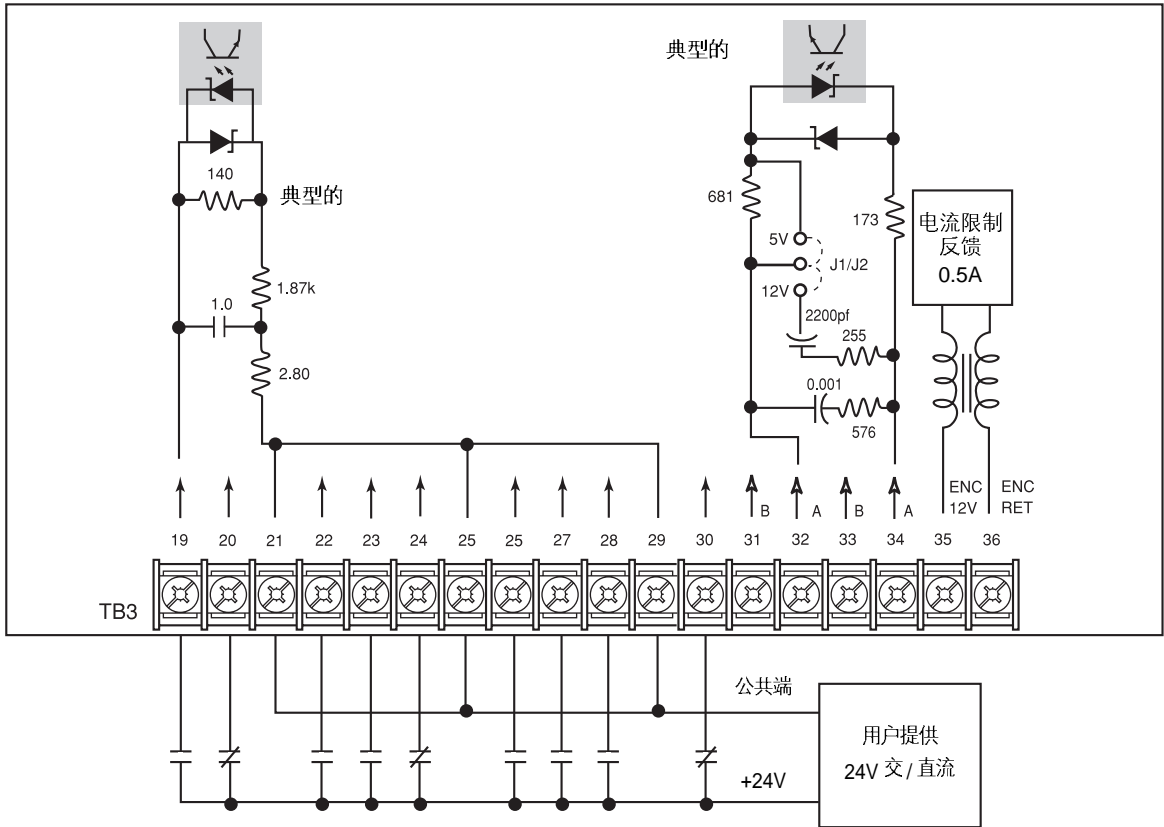 典型的
140
典型的
1.87k
1.0
2.80
681
173
5V
J1/J2
12V
2200pf
255
0.001
576
电流限制
反馈
0.5A
ENC
12V
ENC
RET
B
A
B
A
19 20 21 22 23 24 25 25 27 28 29 30 31 32 33 34 35 36
TB3
公共端
+24V
用户提供
24V 交 / 直流